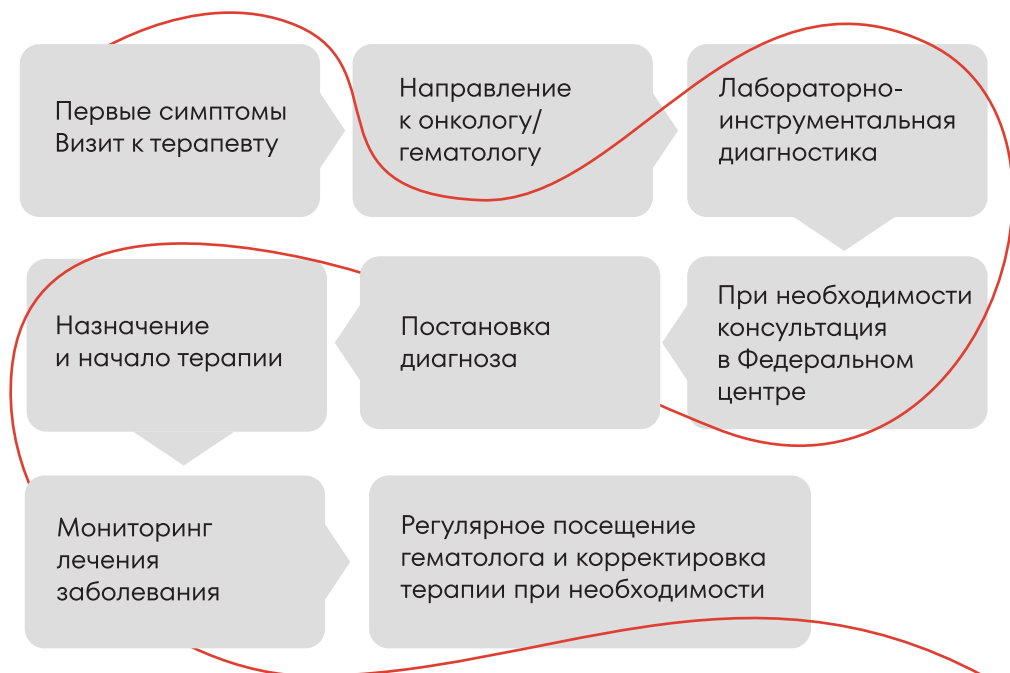 Первые симптомы
Визит к терапевту
Направление
к онкологу/
гематологу
Лабораторно-
инструментальная
диагностика
При необходимости
консультация
в Федеральном
центре
Постановка
диагноза
Назначение
и начало терапии
Мониторинг
лечения
заболевания
Регулярное посещение
гематолога и корректировка
терапии при необходимости